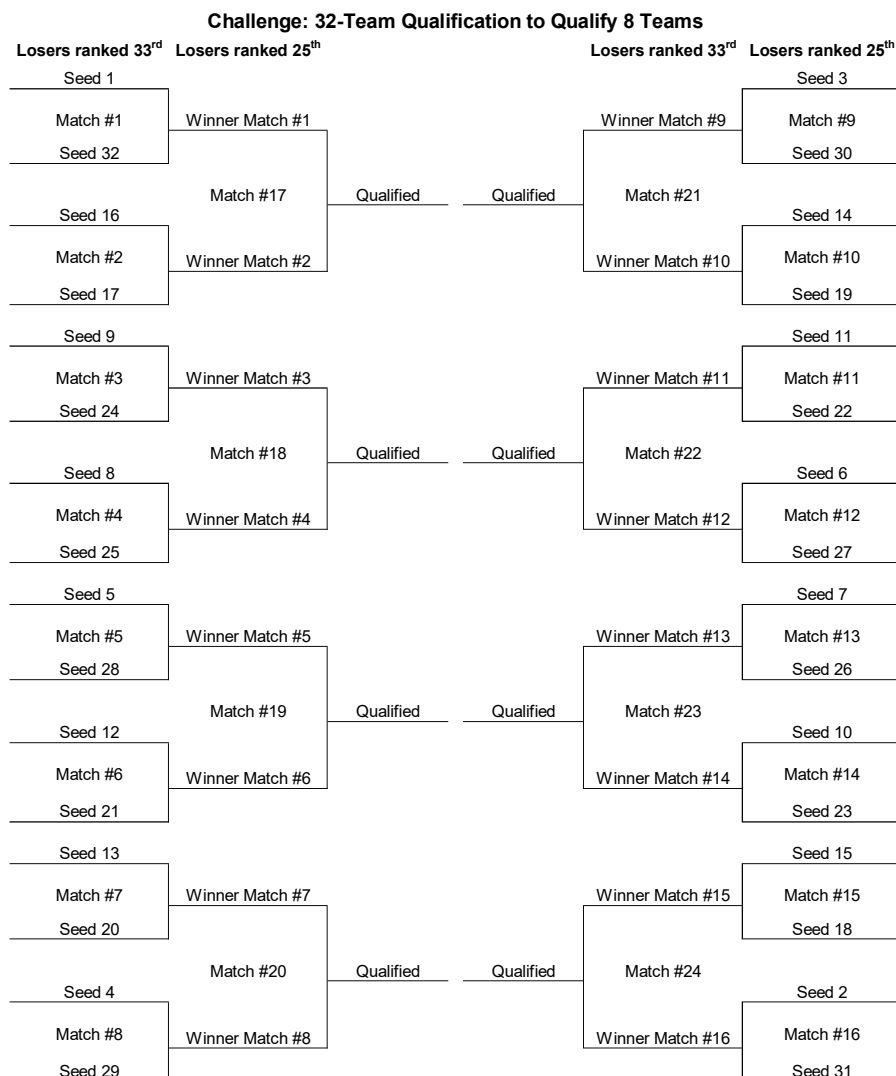 Challenge: 32-Team Qualification to Qualify 8 Teams
Losers ranked 33rd Losers ranked 25th Losers ranked 33rd Losers ranked 25th
Seed 1 Seed 3
Match #1 Winner Match #1 Winner Match #9 Match #9
Seed 32 Seed 30
Match #17 Qualified Qualified Match #21
Seed 16 Seed 14
Match #2 Winner Match #2 Winner Match #10 Match #10
Seed 17 Seed 19
Seed 9 Seed 11
Match #3 Winner Match #3 Winner Match #11 Match #11
Seed 24 Seed 22
Match #18 Qualified Qualified Match #22
Seed 8 Seed 6
Match #4 Winner Match #4 Winner Match #12 Match #12
Seed 25 Seed 27
Seed 5 Seed 7
Match #5 Winner Match #5 Winner Match #13 Match #13
Seed 28 Seed 26
Match #19 Qualified Qualified Match #23
Seed 12 Seed 10
Match #6 Winner Match #6 Winner Match #14 Match #14
Seed 21 Seed 23
Seed 13 Seed 15
Match #7 Winner Match #7 Winner Match #15 Match #15
Seed 20 Seed 18
Match #20 Qualified Qualified Match #24
Seed 4 Seed 2
Match #8 Winner Match #8 Winner Match #16 Match #16
Seed 29 Seed 31